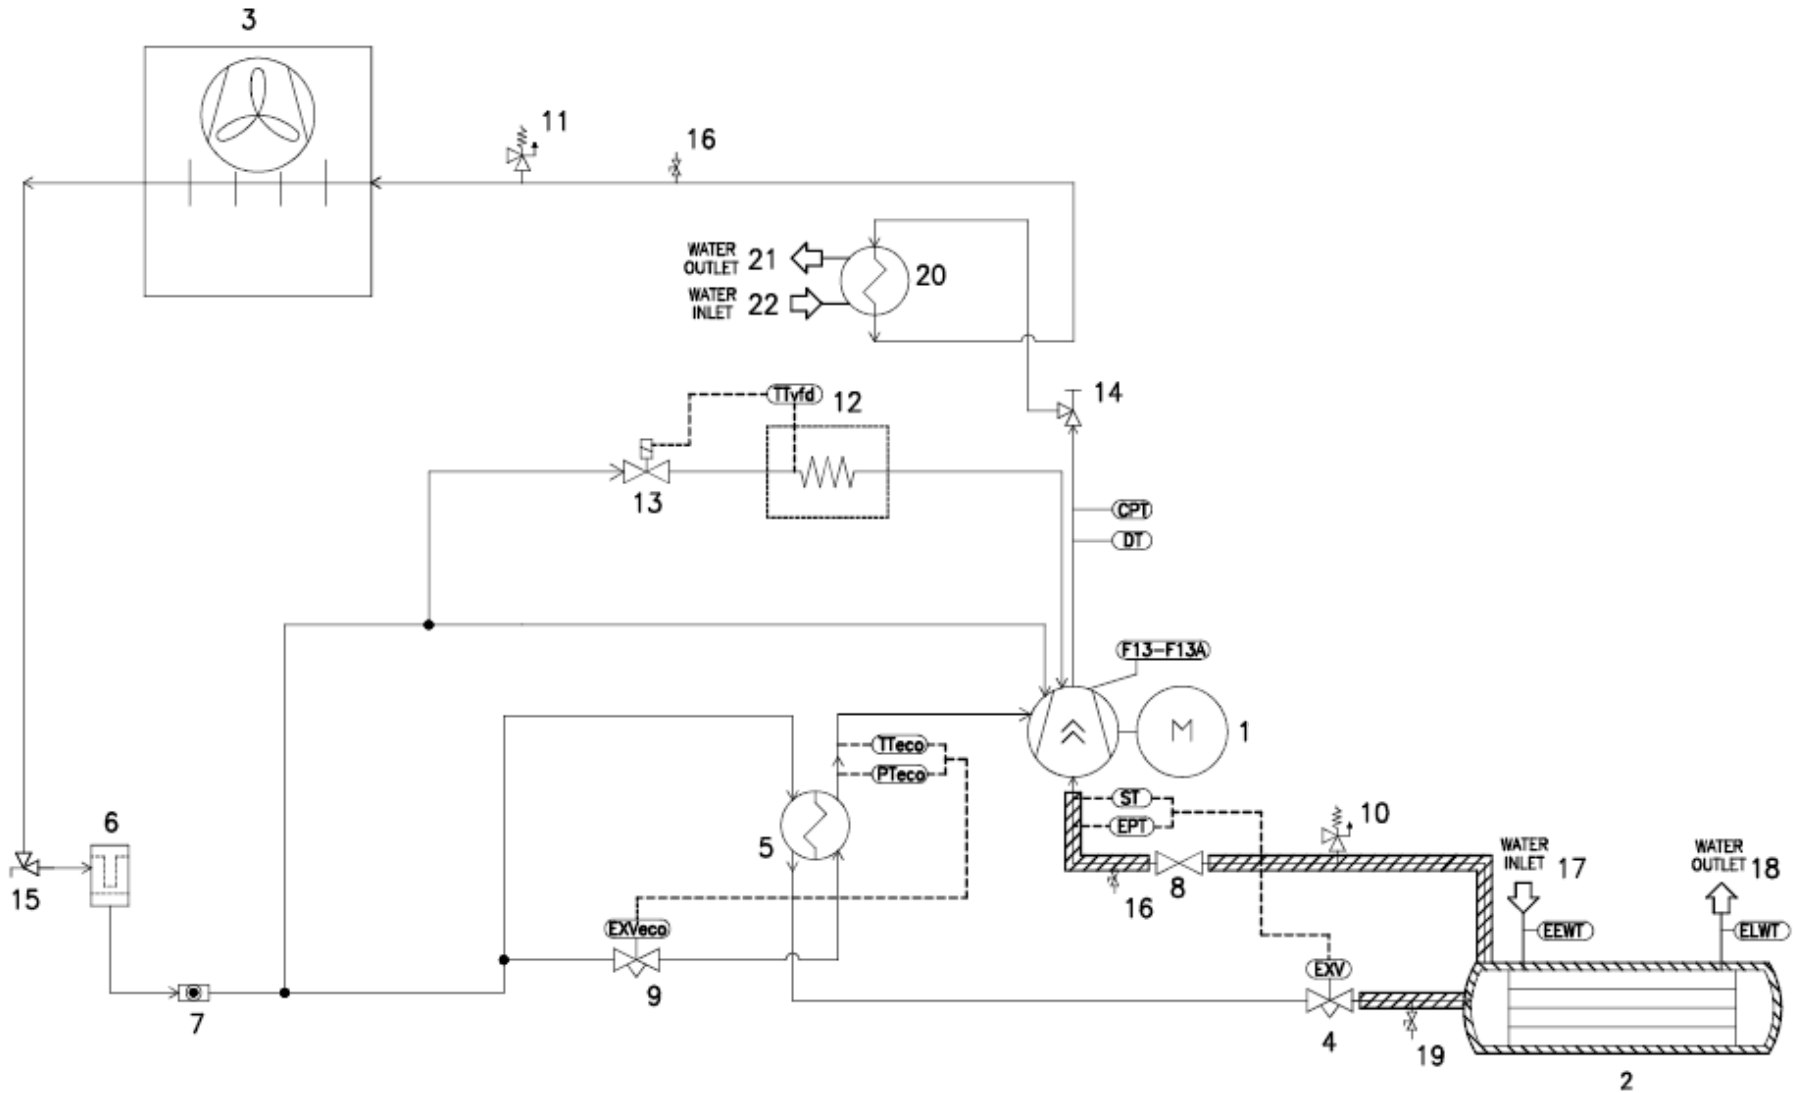 3
11
16
WATER
OUTLET 21
20
WATER
INLET 22
TTvfd
12
14
13
CPT
DT
F13-F13A
M
1
TTeco
PTeco
ST
EPT
10
6
5
WATER
INLET 17
WATER
OUTLET 18
8
15
16
EXVeco
EEWT
ELWT
EXV
9
7
4
19
2